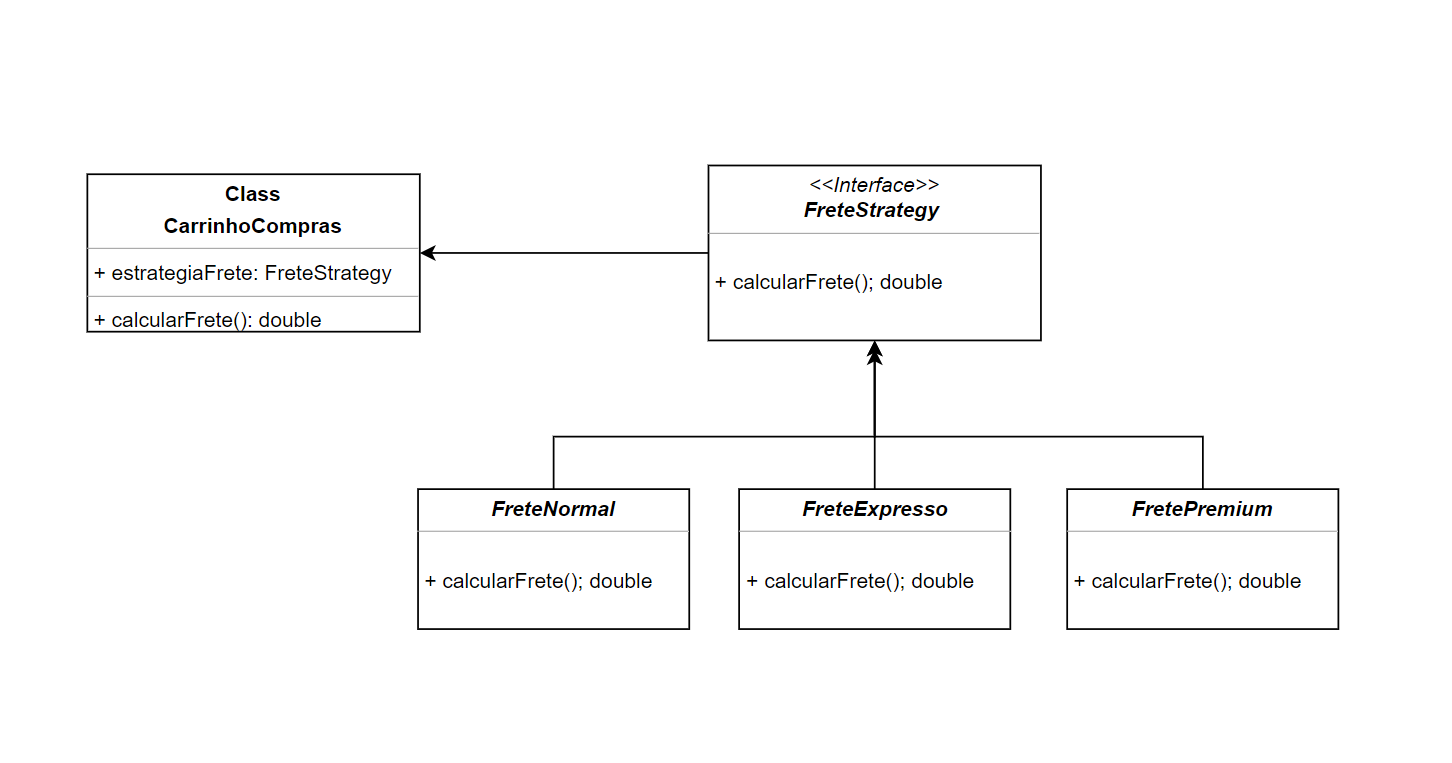 Class
CarrinhoCompras
+ estrategiaFrete: FreteStrategy
+ calcularFrete(): double
<<Interface>>
FreteStrategy
+ calcularFrete(); double
FreteNormal
+ calcularFrete(); double
FreteExpresso
+ calcularFrete(); double
FretePremium
+ calcularFrete(); double